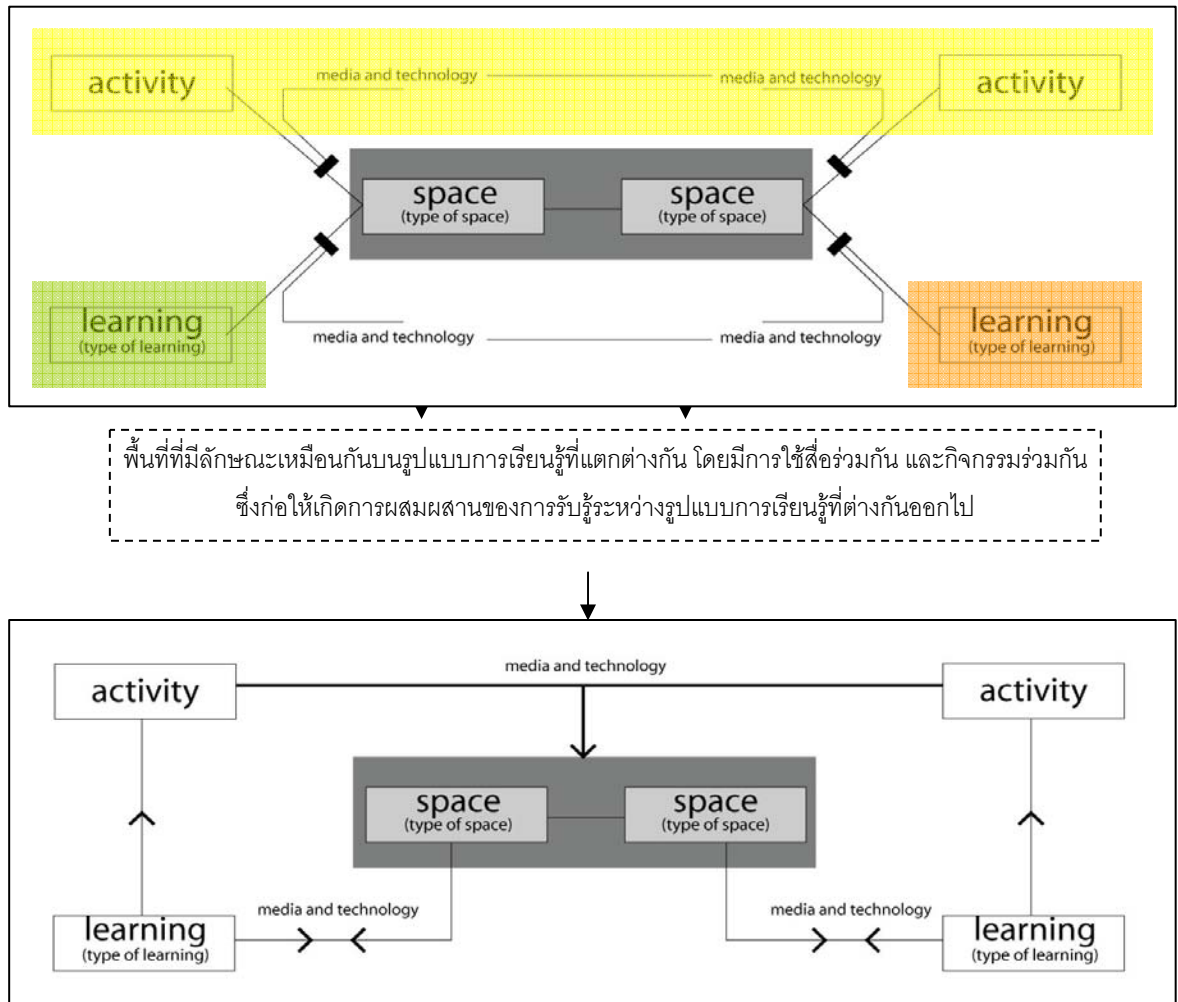 activity
media and technology
media and technology
activity
space
(type of space)
space
(type of space)
learning
(type of learning)
media and technology
media and technology
learning
(type of learning)
พื้นที่ที่มีลักษณะเหมือนกันบนรูปแบบการเรียนรู้ที่แตกต่างกัน โดยมีการใช้สื่อร่วมกัน และกิจกรรมร่วมกัน
ซึ่งก่อให้เกิดการผสมผสานของการรับรู้ระหว่างรูปแบบการเรียนรู้ที่ต่างกันออกไป
media and technology
activity
activity
space
(type of space)
space
(type of space)
media and technology
media and technology
learning
(type of learning)
learning
(type of learning)